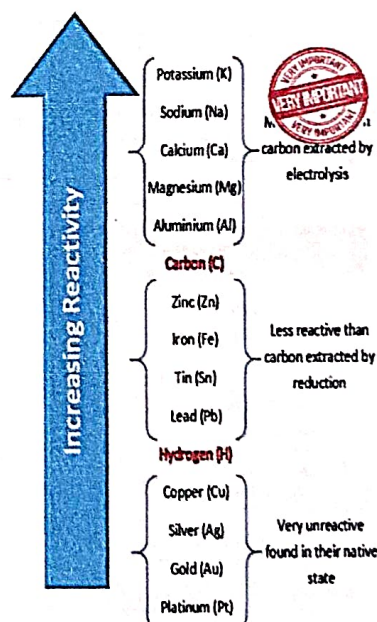 Increasing Reactivity
Potassium (K)
Sodium (Na)
Calcium (Ca)
Magnesium (Mg)
Aluminium (Al)
VERY IMPORTANT
VERY IMPORTANT
VERY IMPORTANT
carbon extracted by
electrolysis
Carbon (C)
Zinc (Zn)
Iron (Fe)
Tin (Sn)
Lead (Pb)
Less reactive than
carbon extracted by
reduction
Hydrogen (H)
Copper (Cu)
Silver (Ag)
Gold (Au)
Platinum (Pt)
Very unreactive
found in their native
state